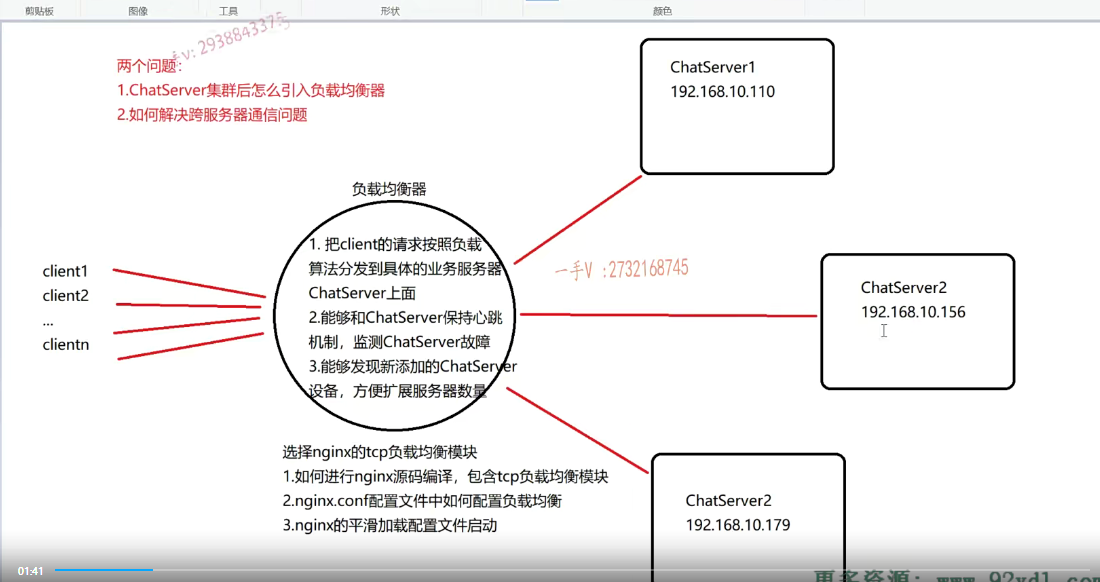 剪贴板
图像
工具
形状
颜色
手v: 2938843375
两个问题：
1.ChatServer集群后怎么引入负载均衡器
2.如何解决跨服务器通信问题
ChatServer1
192.168.10.110
负载均衡器
1. 把client的请求按照负载
算法分发到具体的业务服务器
ChatServer上面
2.能够和ChatServer保持心跳
机制，监测ChatServer故障
3.能够发现新添加的ChatServer
设备，方便扩展服务器数量
client1
client2
...
clientn
一手V :2732168745
ChatServer2
192.168.10.156
选择nginx的tcp负载均衡模块
1.如何进行nginx源码编译，包含tcp负载均衡模块
2.nginx.conf配置文件中如何配置负载均衡
3.nginx的平滑加载配置文件启动
ChatServer2
192.168.10.179
01:41
更多资源：www.92xdl.com